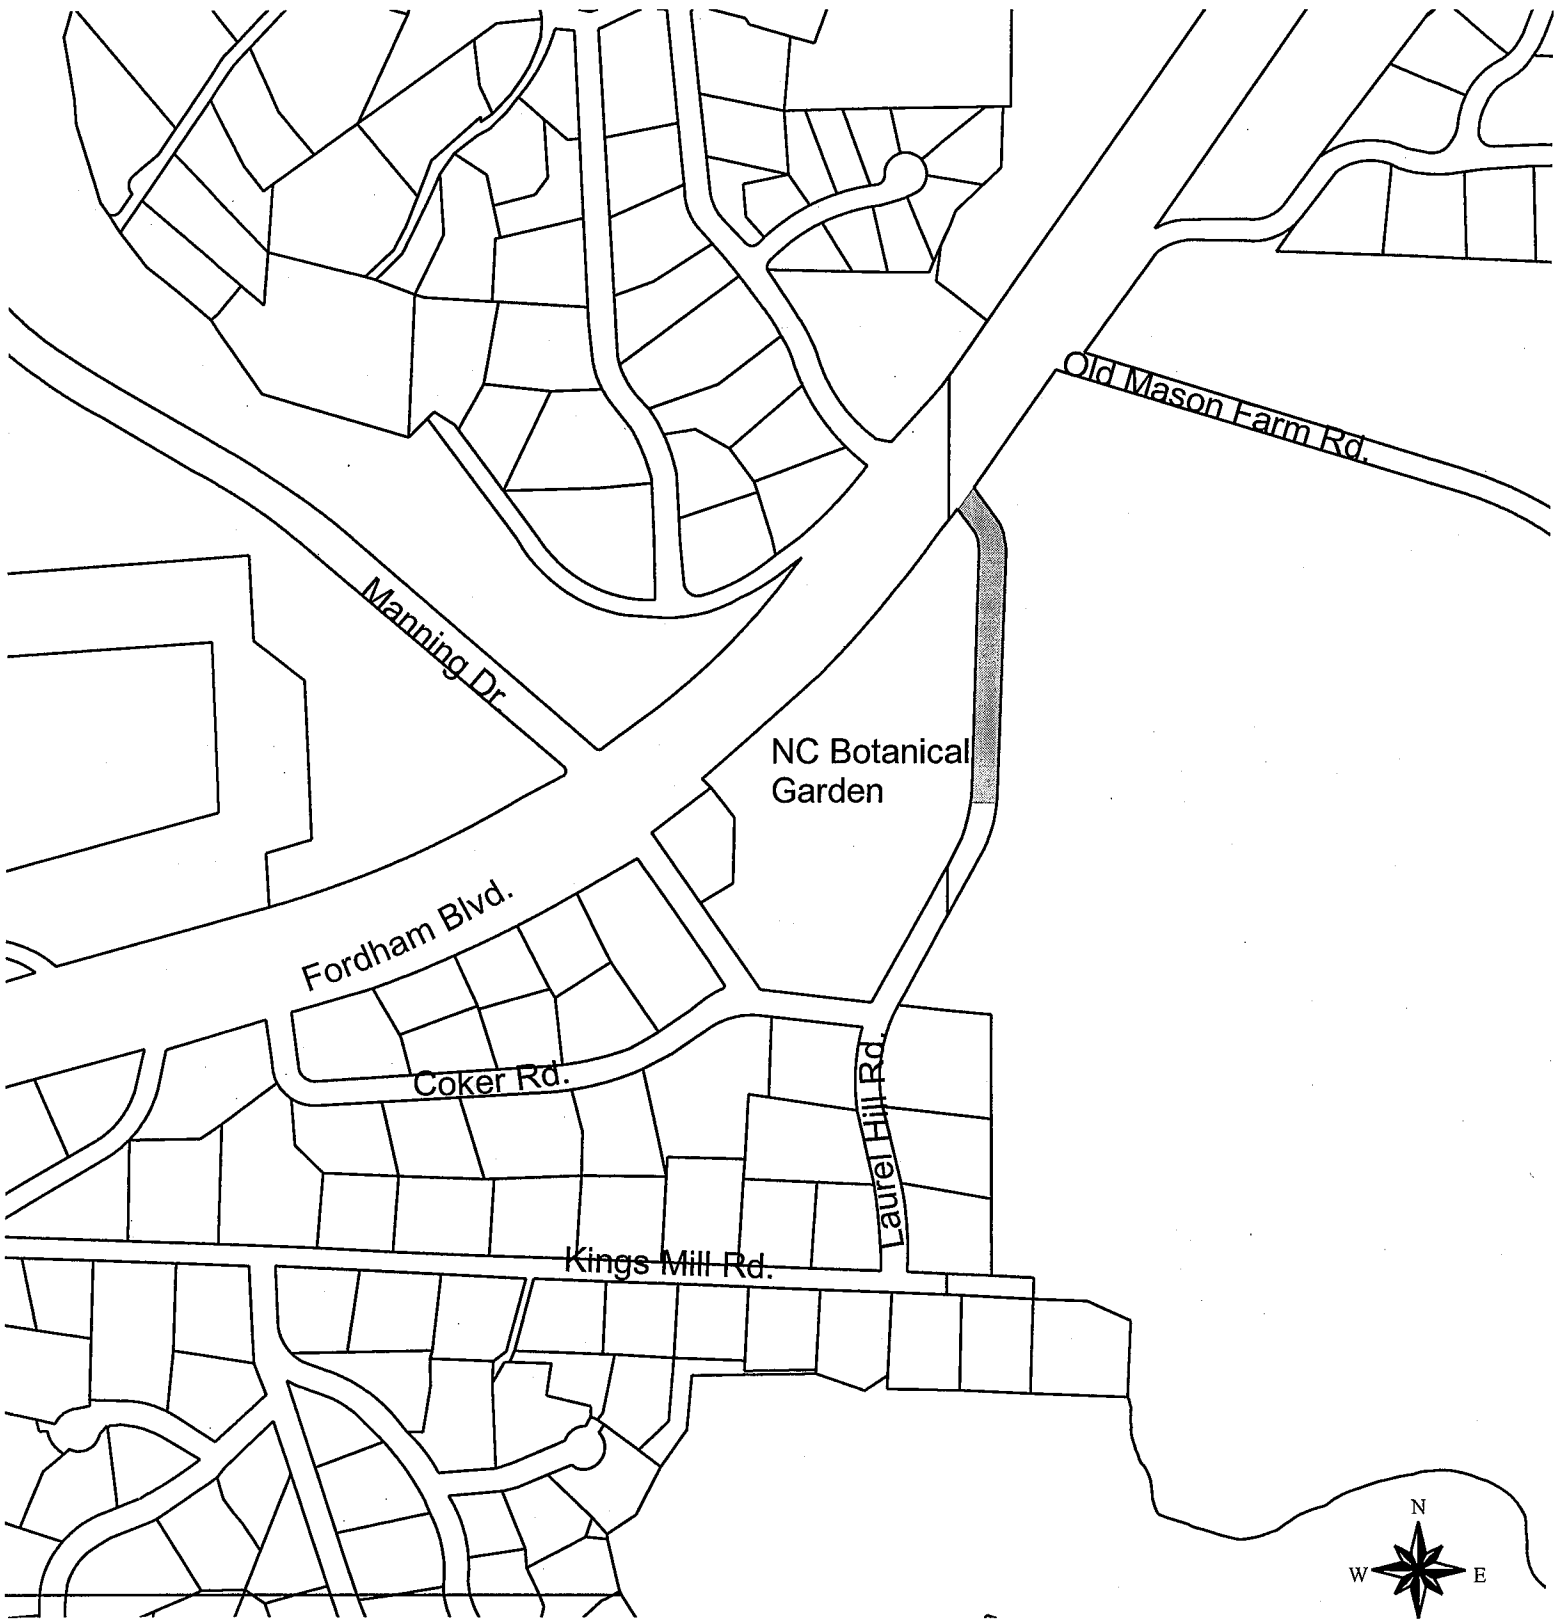 Old Mason Farm Rd.
Manning Dr.
NC Botanical
Garden
Fordham Blvd.
Coker Rd.
Laurel Hill Rd.
Kings Mill Rd.
N
W
E